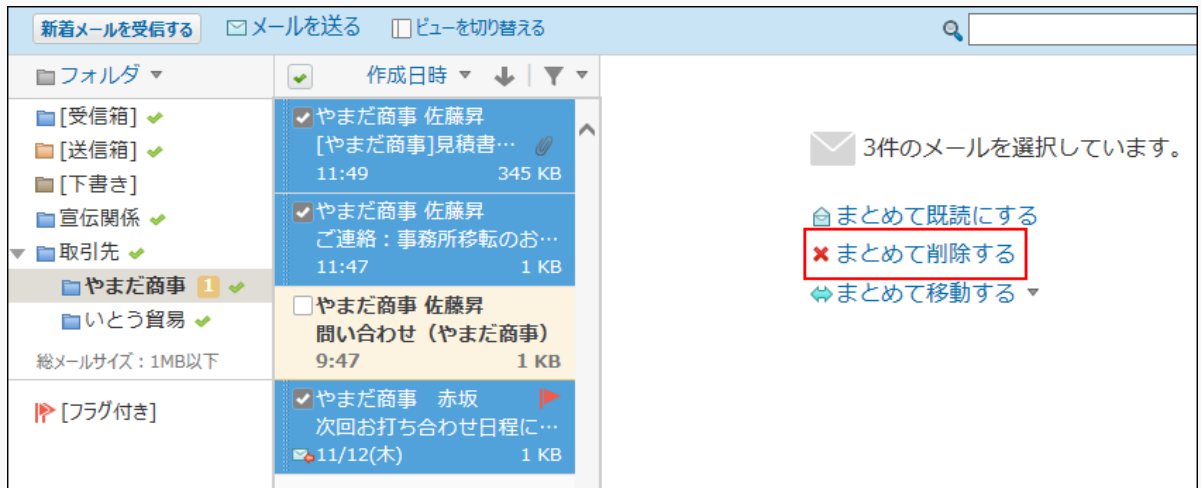 新着メールを受信する メールを送る ビューを切り替える
フォルダ
[受信箱]
[送信箱]
[下書き]
宣伝関係
取引先
やまだ商事 1
いとう貿易
総メールサイズ：1MB以下
[フラグ付き]
作成日時
やまだ商事 佐藤昇
[やまだ商事]見積書…
11:49 345 KB
やまだ商事 佐藤昇
ご連絡：事務所移転のお…
11:47 1 KB
やまだ商事 佐藤昇
問い合わせ（やまだ商事）
9:47 1 KB
やまだ商事　赤坂
次回お打ち合わせ日程に…
11/12(木) 1 KB
3件のメールを選択しています。
まとめて既読にする
まとめて削除する
まとめて移動する